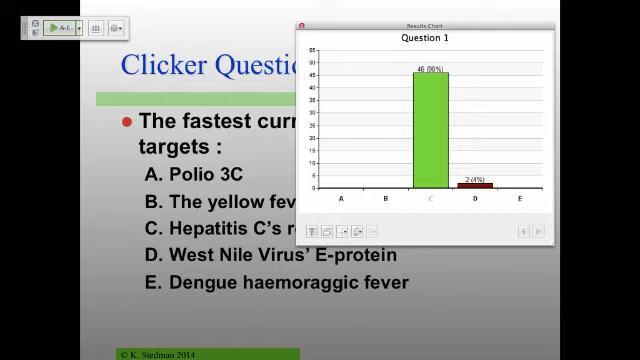 A-E
Results Chart
Question 1
Clicker Questio
55
50
46 (96%)
45
40
35
30
25
20
15
10
5
2 (4%)
0
A B C D E
The fastest curr
targets :
A. Polio 3C
B. The yellow fev
C. Hepatitis C's r
D. West Nile Virus' E-protein
E. Dengue haemoraggic fever
© K. Stedman 2014